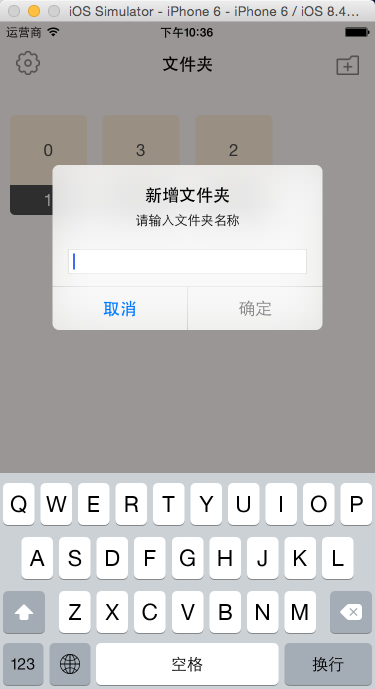 iOS Simulator - iPhone 6 - iPhone 6 / iOS 8.4...
运营商 下午10:36
文件夹
0 3 2
1
新增文件夹
请输入文件夹名称
取消 确定
Q W E R T Y U I O P
A S D F G H J K L
Z X C V B N M
123 空格 换行